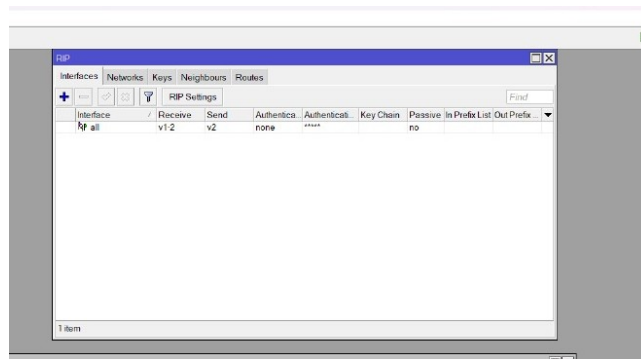 RIP
Interfaces Networks Keys Neighbours Routes
RIP Settings Find
Interface Receive Send Authentica... Authenticati... Key Chain Passive In Prefix List Out Prefix ...
all v1-2 v2 none ***** no
1 item